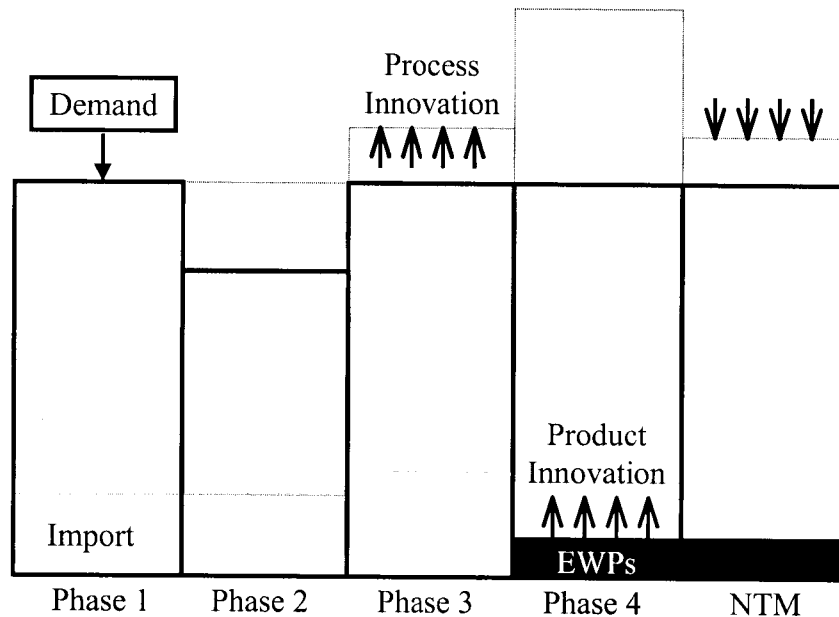 Demand
Process
Innovation
Product
Innovation
Import
EWPs
Phase 1
Phase 2
Phase 3
Phase 4
NTM